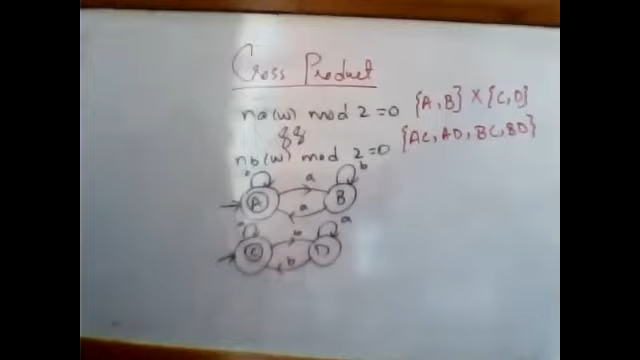 Cross Product
na(w) mod 2 = 0 {A, B} × {C, D}
&&
nb(w) mod 2 = 0 {AC, AD, BC, BD}
b
a
A B
a
a
C D
b